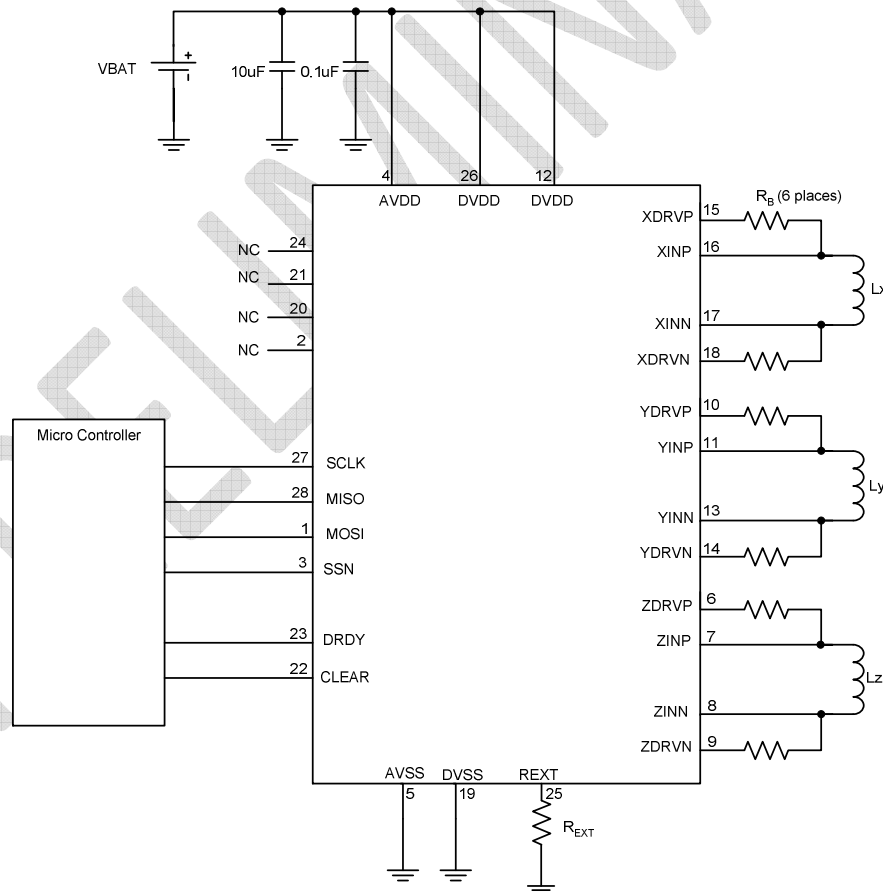 VBAT
+
10uF
0.1uF
4
26
12
AVDD
DVDD
DVDD
NC 24
NC 21
NC 20
NC 2
Micro Controller
27 SCLK
28 MISO
1 MOSI
3 SSN
23 DRDY
22 CLEAR
RB (6 places)
XDRVP 15
XINP 16
Lx
XINN 17
XDRVN 18
YDRVP 10
YINP 11
Ly
YINN 13
YDRVN 14
ZDRVP 6
ZINP 7
Lz
ZINN 8
ZDRVN 9
AVSS
DVSS
REXT
5
19
25
REXT